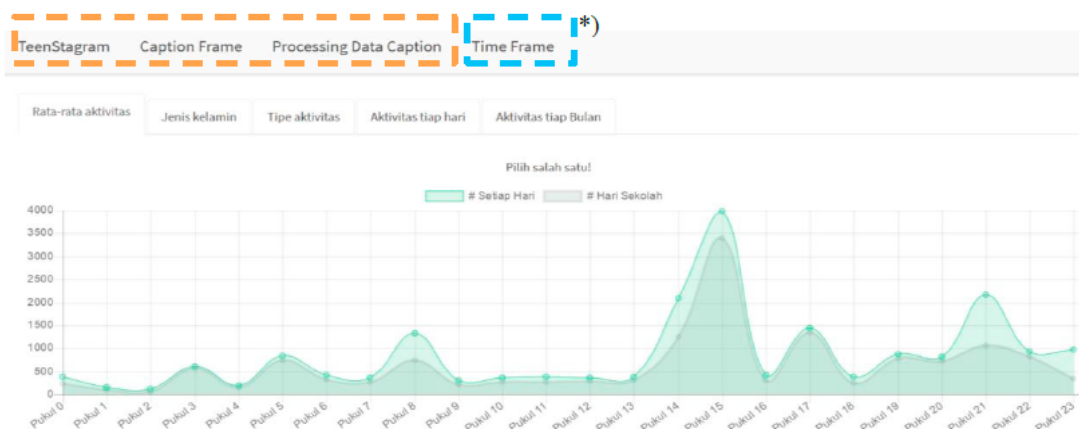 *)
TeenStagram Caption Frame Processing Data Caption Time Frame
Rata-rata aktivitas Jenis kelamin Tipe aktivitas Aktivitas tiap hari Aktivitas tiap Bulan
Pilih salah satu!
# Setiap Hari # Hari Sekolah
4000
3500
3000
2500
2000
1500
1000
500
0
Pukul 0 Pukul 1 Pukul 2 Pukul 3 Pukul 4 Pukul 5 Pukul 6 Pukul 7 Pukul 8 Pukul 9 Pukul 10 Pukul 11 Pukul 12 Pukul 13 Pukul 14 Pukul 15 Pukul 16 Pukul 17 Pukul 18 Pukul 19 Pukul 20 Pukul 21 Pukul 22 Pukul 23